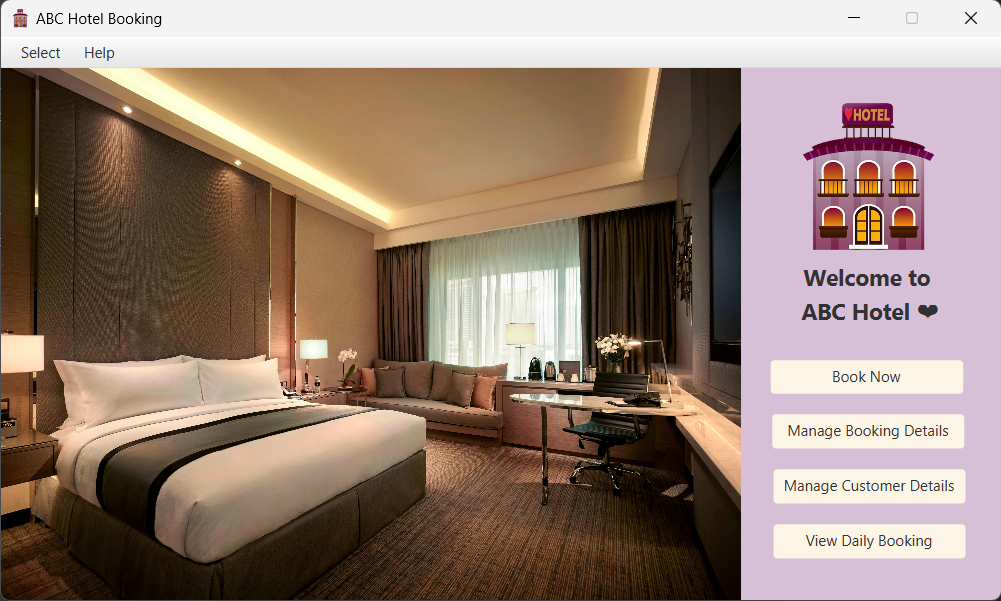 ABC Hotel Booking
Select Help
HOTEL
Welcome to
ABC Hotel ❤
Book Now
Manage Booking Details
Manage Customer Details
View Daily Booking